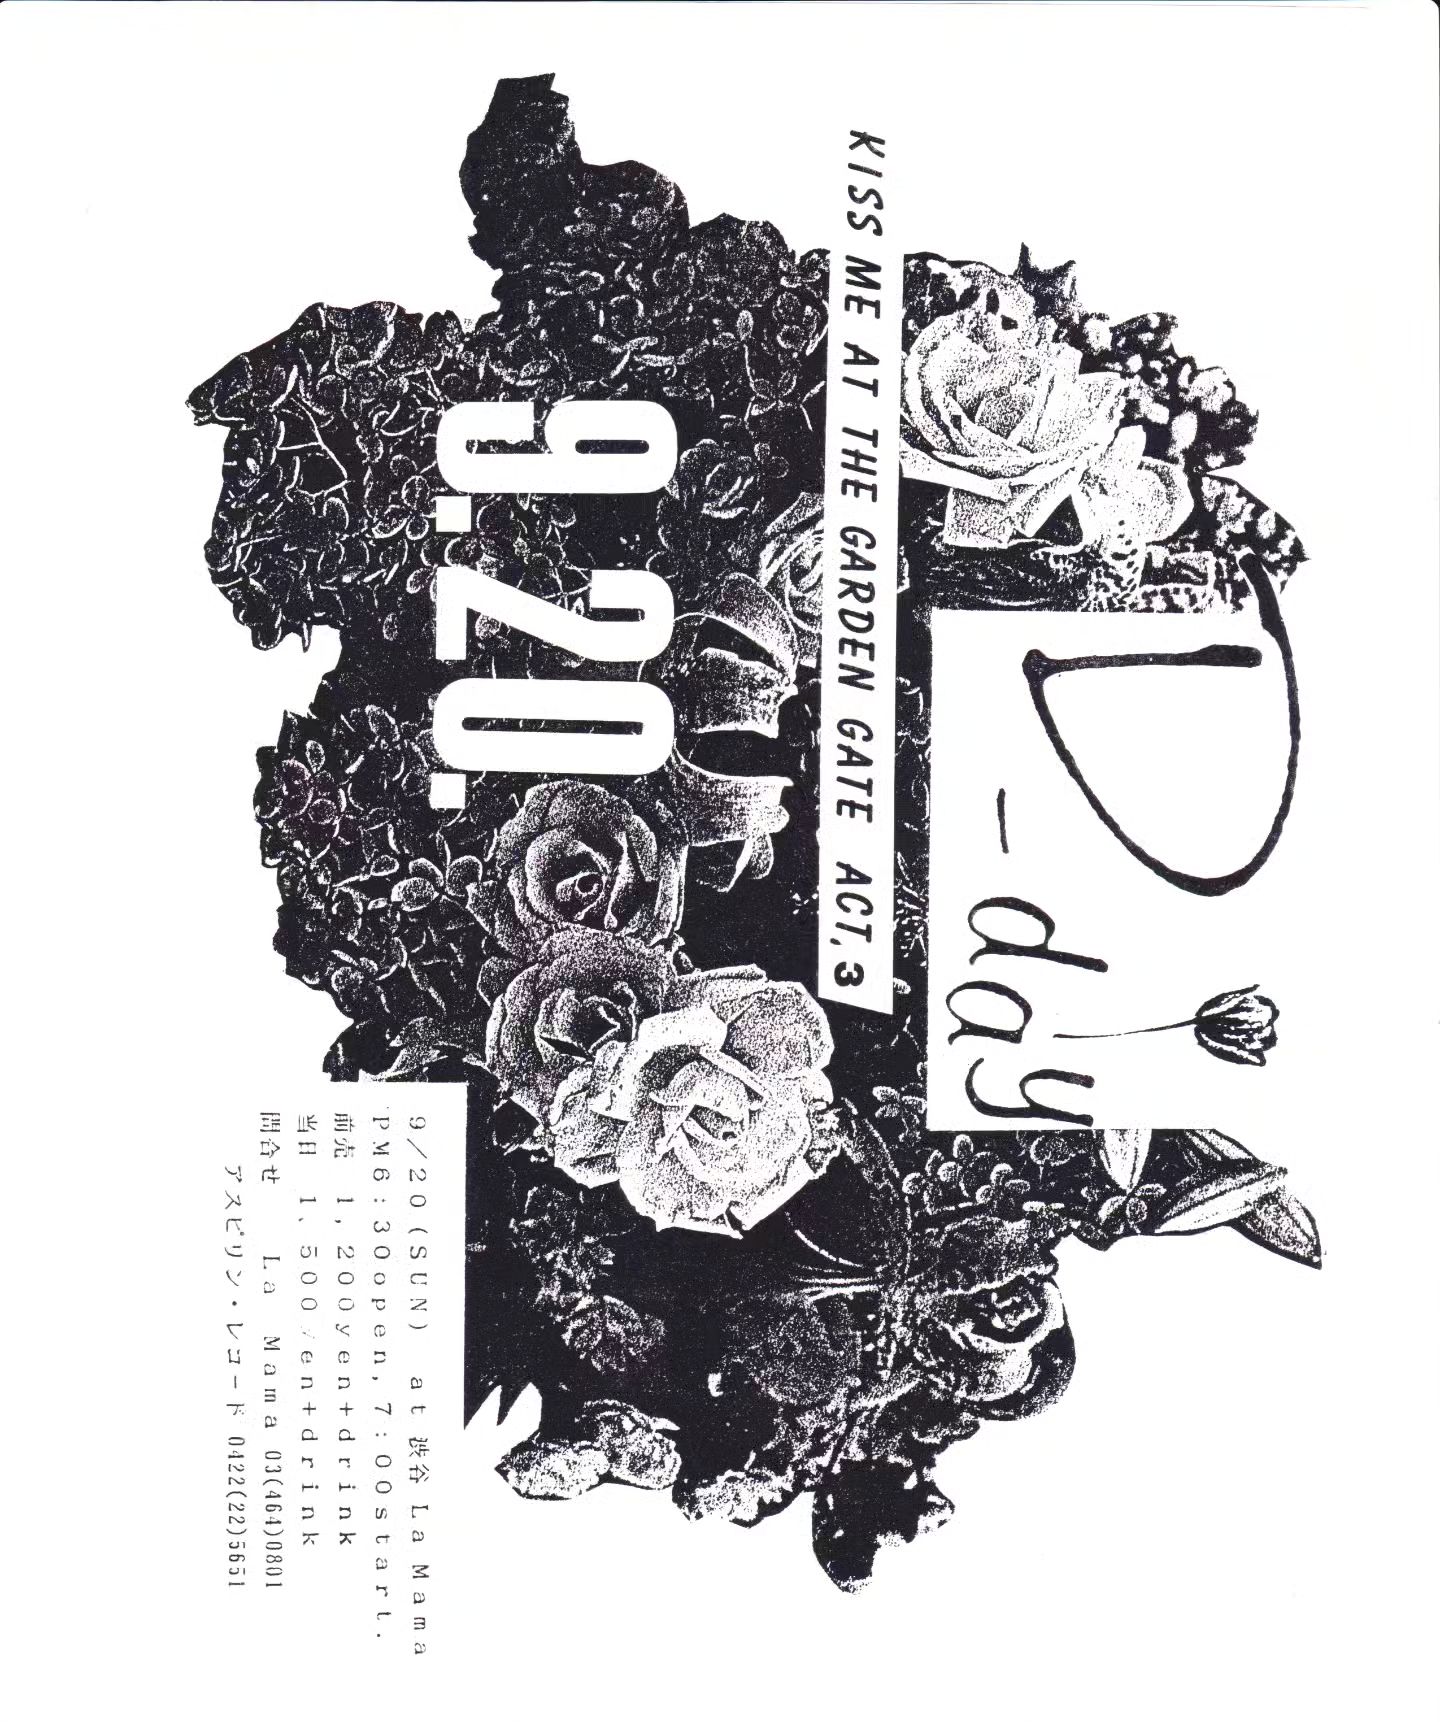 D-day
KISS ME AT THE GARDEN GATE ACT, 3
9.20.
9/20(SUN) at 渋谷 La Mama
PM6:30open, 7:00start.
前売 1,200yen+drink
当日 1、500yen+drink
問合せ La Mama 03(464)0801
アスピリン・レコード 0422(22)5651